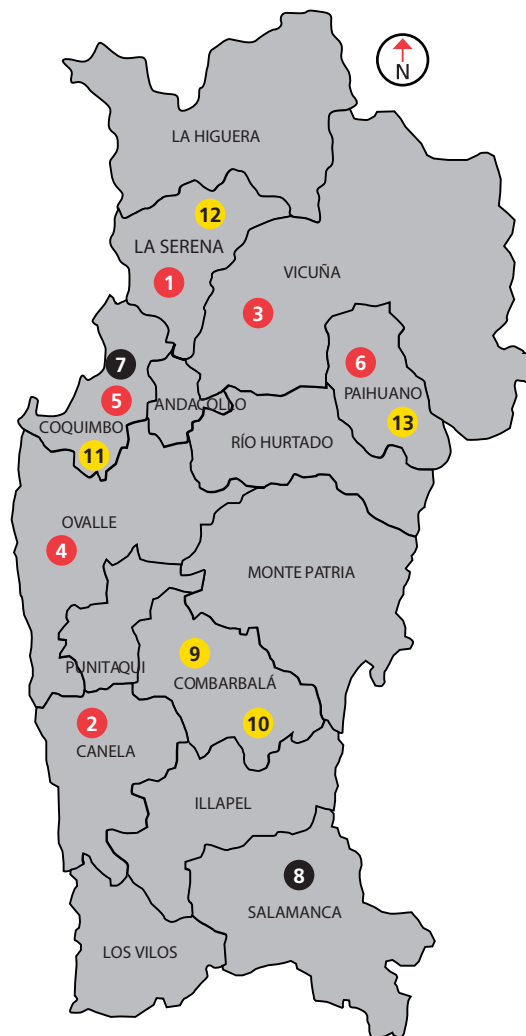 N
LA HIGUERA
12
LA SERENA
1
VICUÑA
3
7
6
5
ANDACOLLO
PAIHUANO
COQUIMBO
13
11
RÍO HURTADO
OVALLE
4
MONTE PATRIA
9
PUNITAQUI
COMBARBALÁ
2
10
CANELA
ILLAPEL
8
SALAMANCA
LOS VILOS